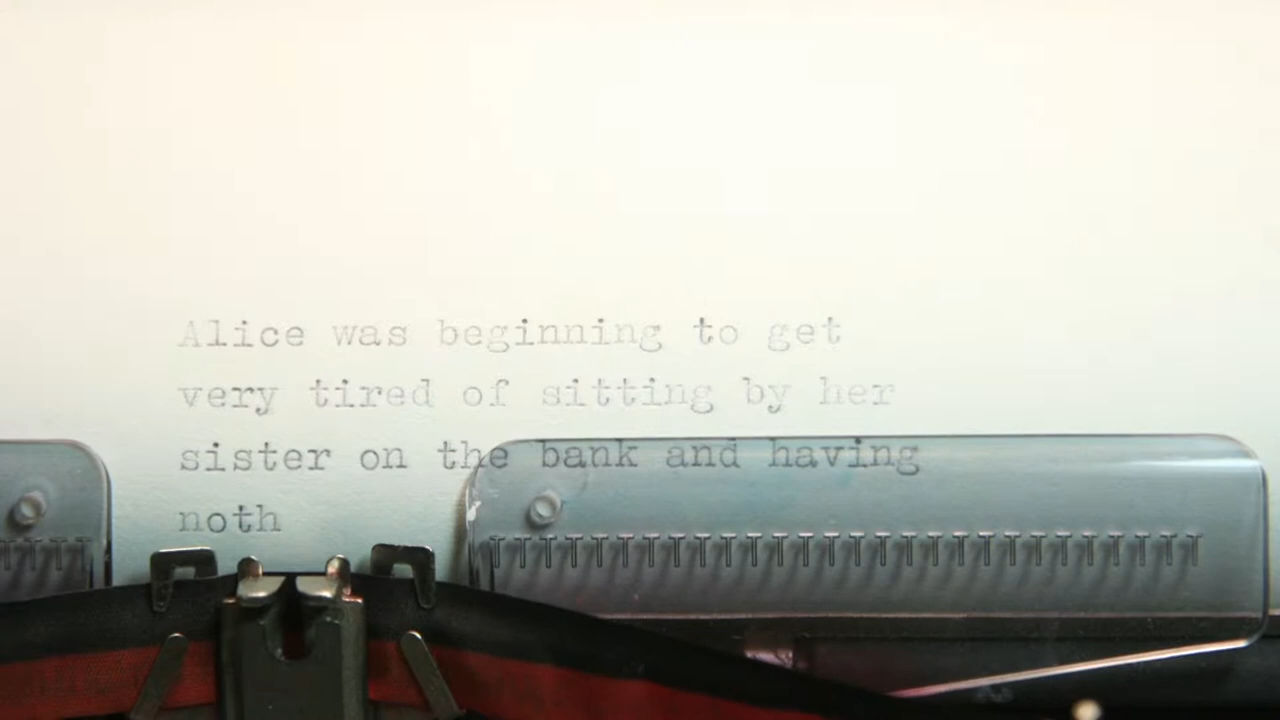 Alice was beginning to get
very tired of sitting by her
sister on the bank and having
noth